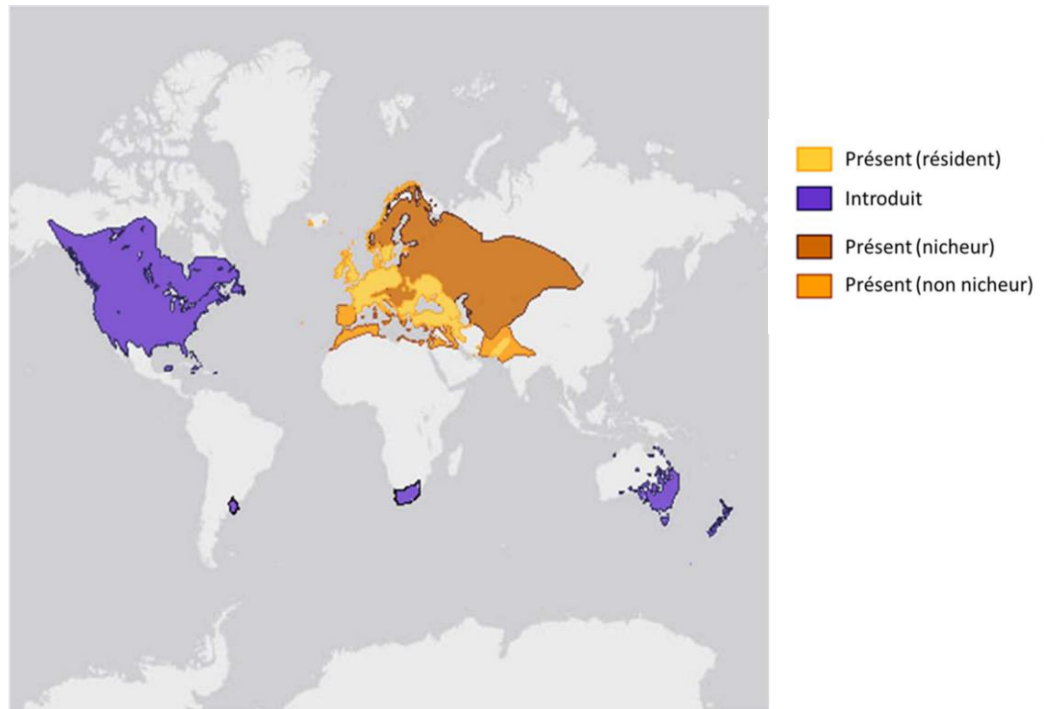 Présent (résident)
Introduit
Présent (nicheur)
Présent (non nicheur)